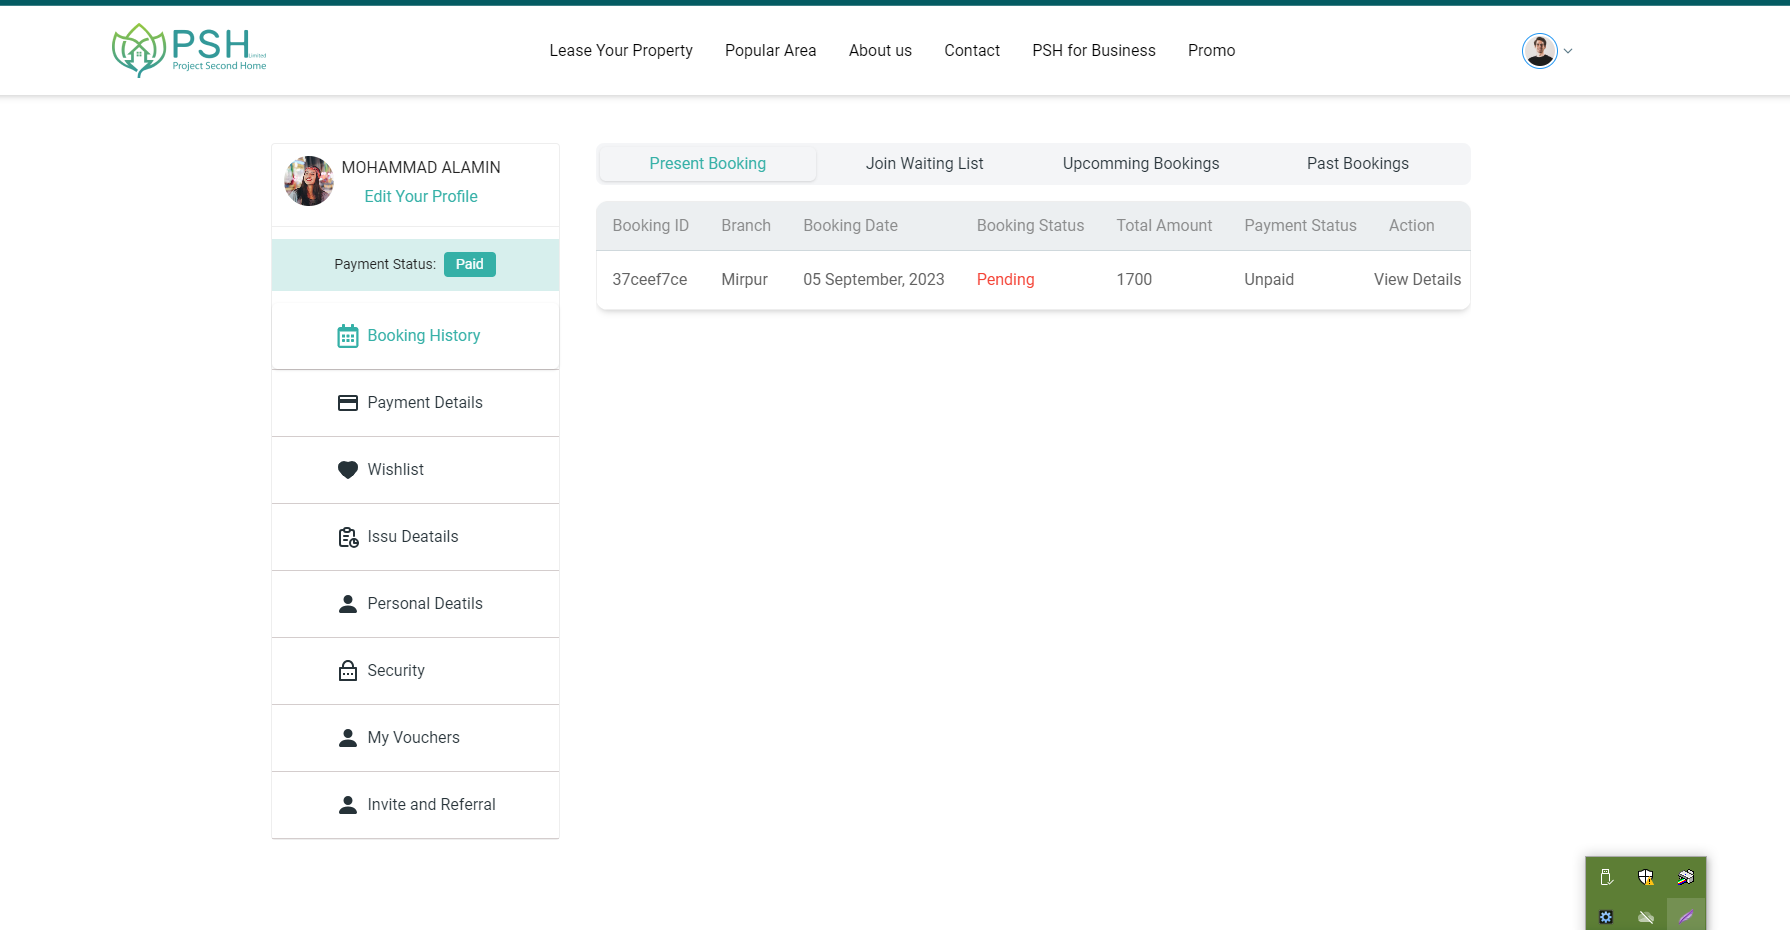 PSH Limited
Project Second Home
Lease Your Property
Popular Area
About us
Contact
PSH for Business
Promo
MOHAMMAD ALAMIN
Edit Your Profile
Payment Status: Paid
Booking History
Payment Details
Wishlist
Issu Deatails
Personal Deatils
Security
My Vouchers
Invite and Referral
Present Booking
Join Waiting List
Upcomming Bookings
Past Bookings
Booking ID Branch Booking Date Booking Status Total Amount Payment Status Action
37ceef7ce Mirpur 05 September, 2023 Pending 1700 Unpaid View Details